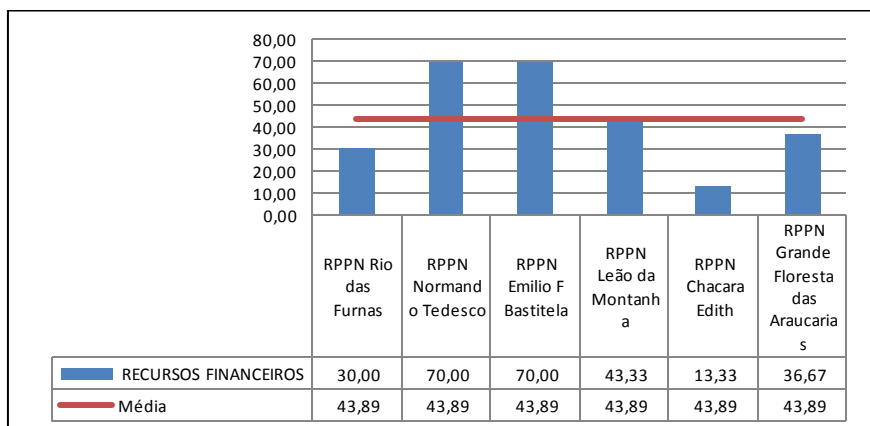 80,00
70,00
60,00
50,00
40,00
30,00
20,00
10,00
0,00
RPPN Rio
das
Furnas
RPPN
Normand
o Tedesco
RPPN
Emilio F
Bastitela
RPPN
Leão da
Montanh
a
RPPN
Chacara
Edith
RPPN
Grande
Floresta
das
Araucaria
s
RECURSOS FINANCEIROS 30,00 70,00 70,00 43,33 13,33 36,67
Média 43,89 43,89 43,89 43,89 43,89 43,89